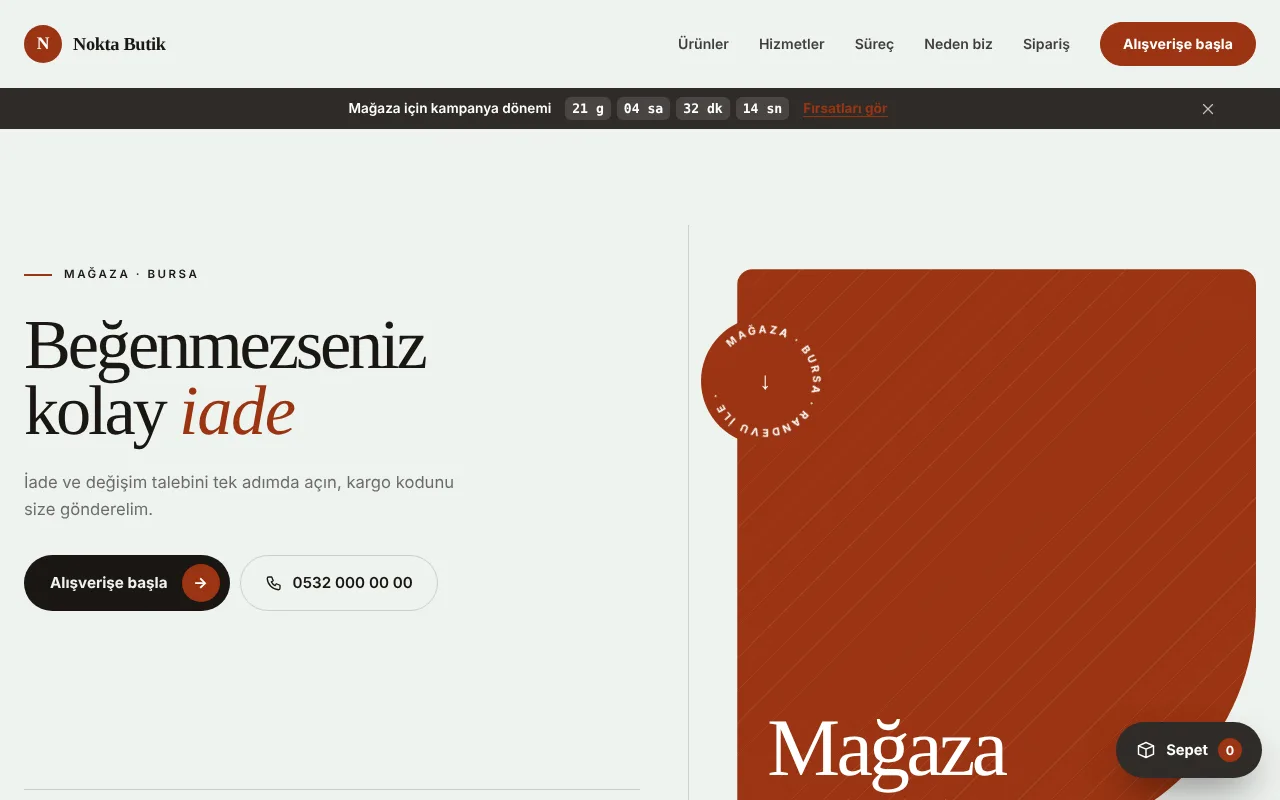 N
Nokta Butik
Ürünler
Hizmetler
Süreç
Neden biz
Sipariş
Alışverişe başla
Mağaza için kampanya dönemi
21 g
04 sa
32 dk
14 sn
Fırsatları gör
MAĞAZA · BURSA
Beğenmezseniz
kolay iade
İade ve değişim talebini tek adımda açın, kargo kodunu
size gönderelim.
Alışverişe başla
0532 000 00 00
MAĞAZA · BURSA · RANDEVU İLE ·
Mağaza
Sepet
0